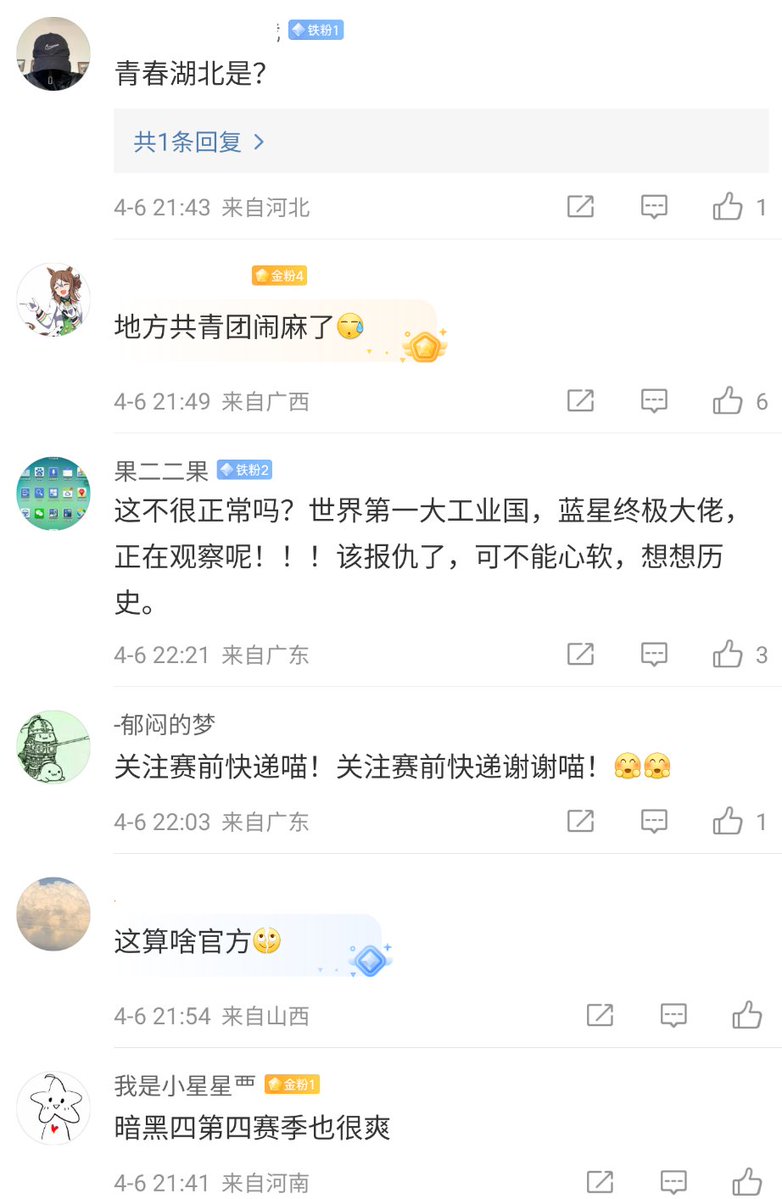 铁粉1
青春湖北是？
共1条回复 >
4-6 21:43 来自河北
1
金粉4
地方共青团闹麻了
4-6 21:49 来自广西
6
果二二果 铁粉2
这不很正常吗？世界第一大工业国，蓝星终极大佬，
正在观察呢！！！该报仇了，可不能心软，想想历
史。
4-6 22:21 来自广东
3
-郁闷的梦
关注赛前快递喵！关注赛前快递谢谢喵！🤗🤗
4-6 22:03 来自广东
1
这算啥官方🙄
4-6 21:54 来自山西
我是小星星覀 金粉1
暗黑四第四赛季也很爽
4-6 21:41 来自河南